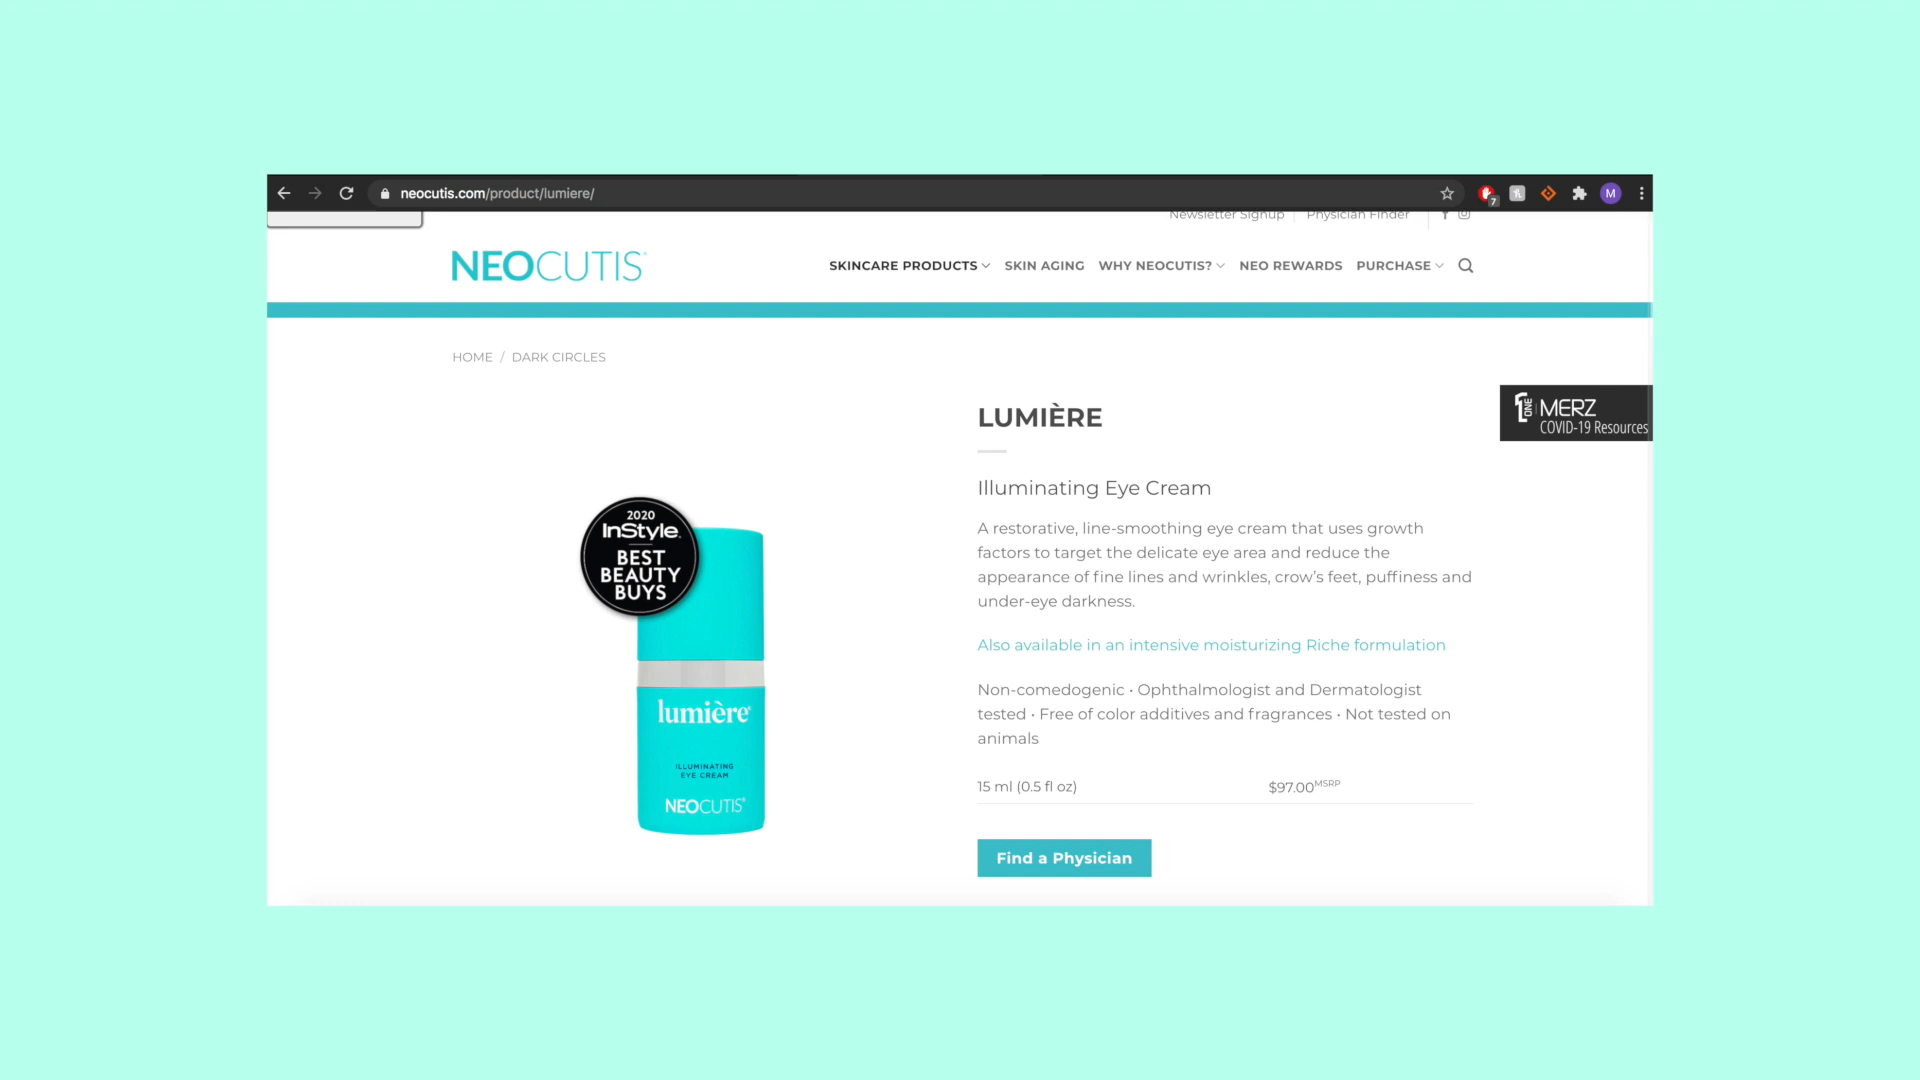 neocutis.com/product/lumiere/
7
M
Newsletter Signup Physician Finder
NEOCUTIS
SKINCARE PRODUCTS SKIN AGING WHY NEOCUTIS? NEO REWARDS PURCHASE
HOME / DARK CIRCLES
ONE MERZ
COVID-19 Resources
LUMIÈRE
Illuminating Eye Cream
A restorative, line-smoothing eye cream that uses growth
factors to target the delicate eye area and reduce the
appearance of fine lines and wrinkles, crow's feet, puffiness and
under-eye darkness.
Also available in an intensive moisturizing Riche formulation
Non-comedogenic • Ophthalmologist and Dermatologist
tested • Free of color additives and fragrances • Not tested on
animals
15 ml (0.5 fl oz) $97.00MSRP
Find a Physician
2020
InStyle
BEST
BEAUTY
BUYS
lumière®
ILLUMINATING
EYE CREAM
NEOCUTIS®